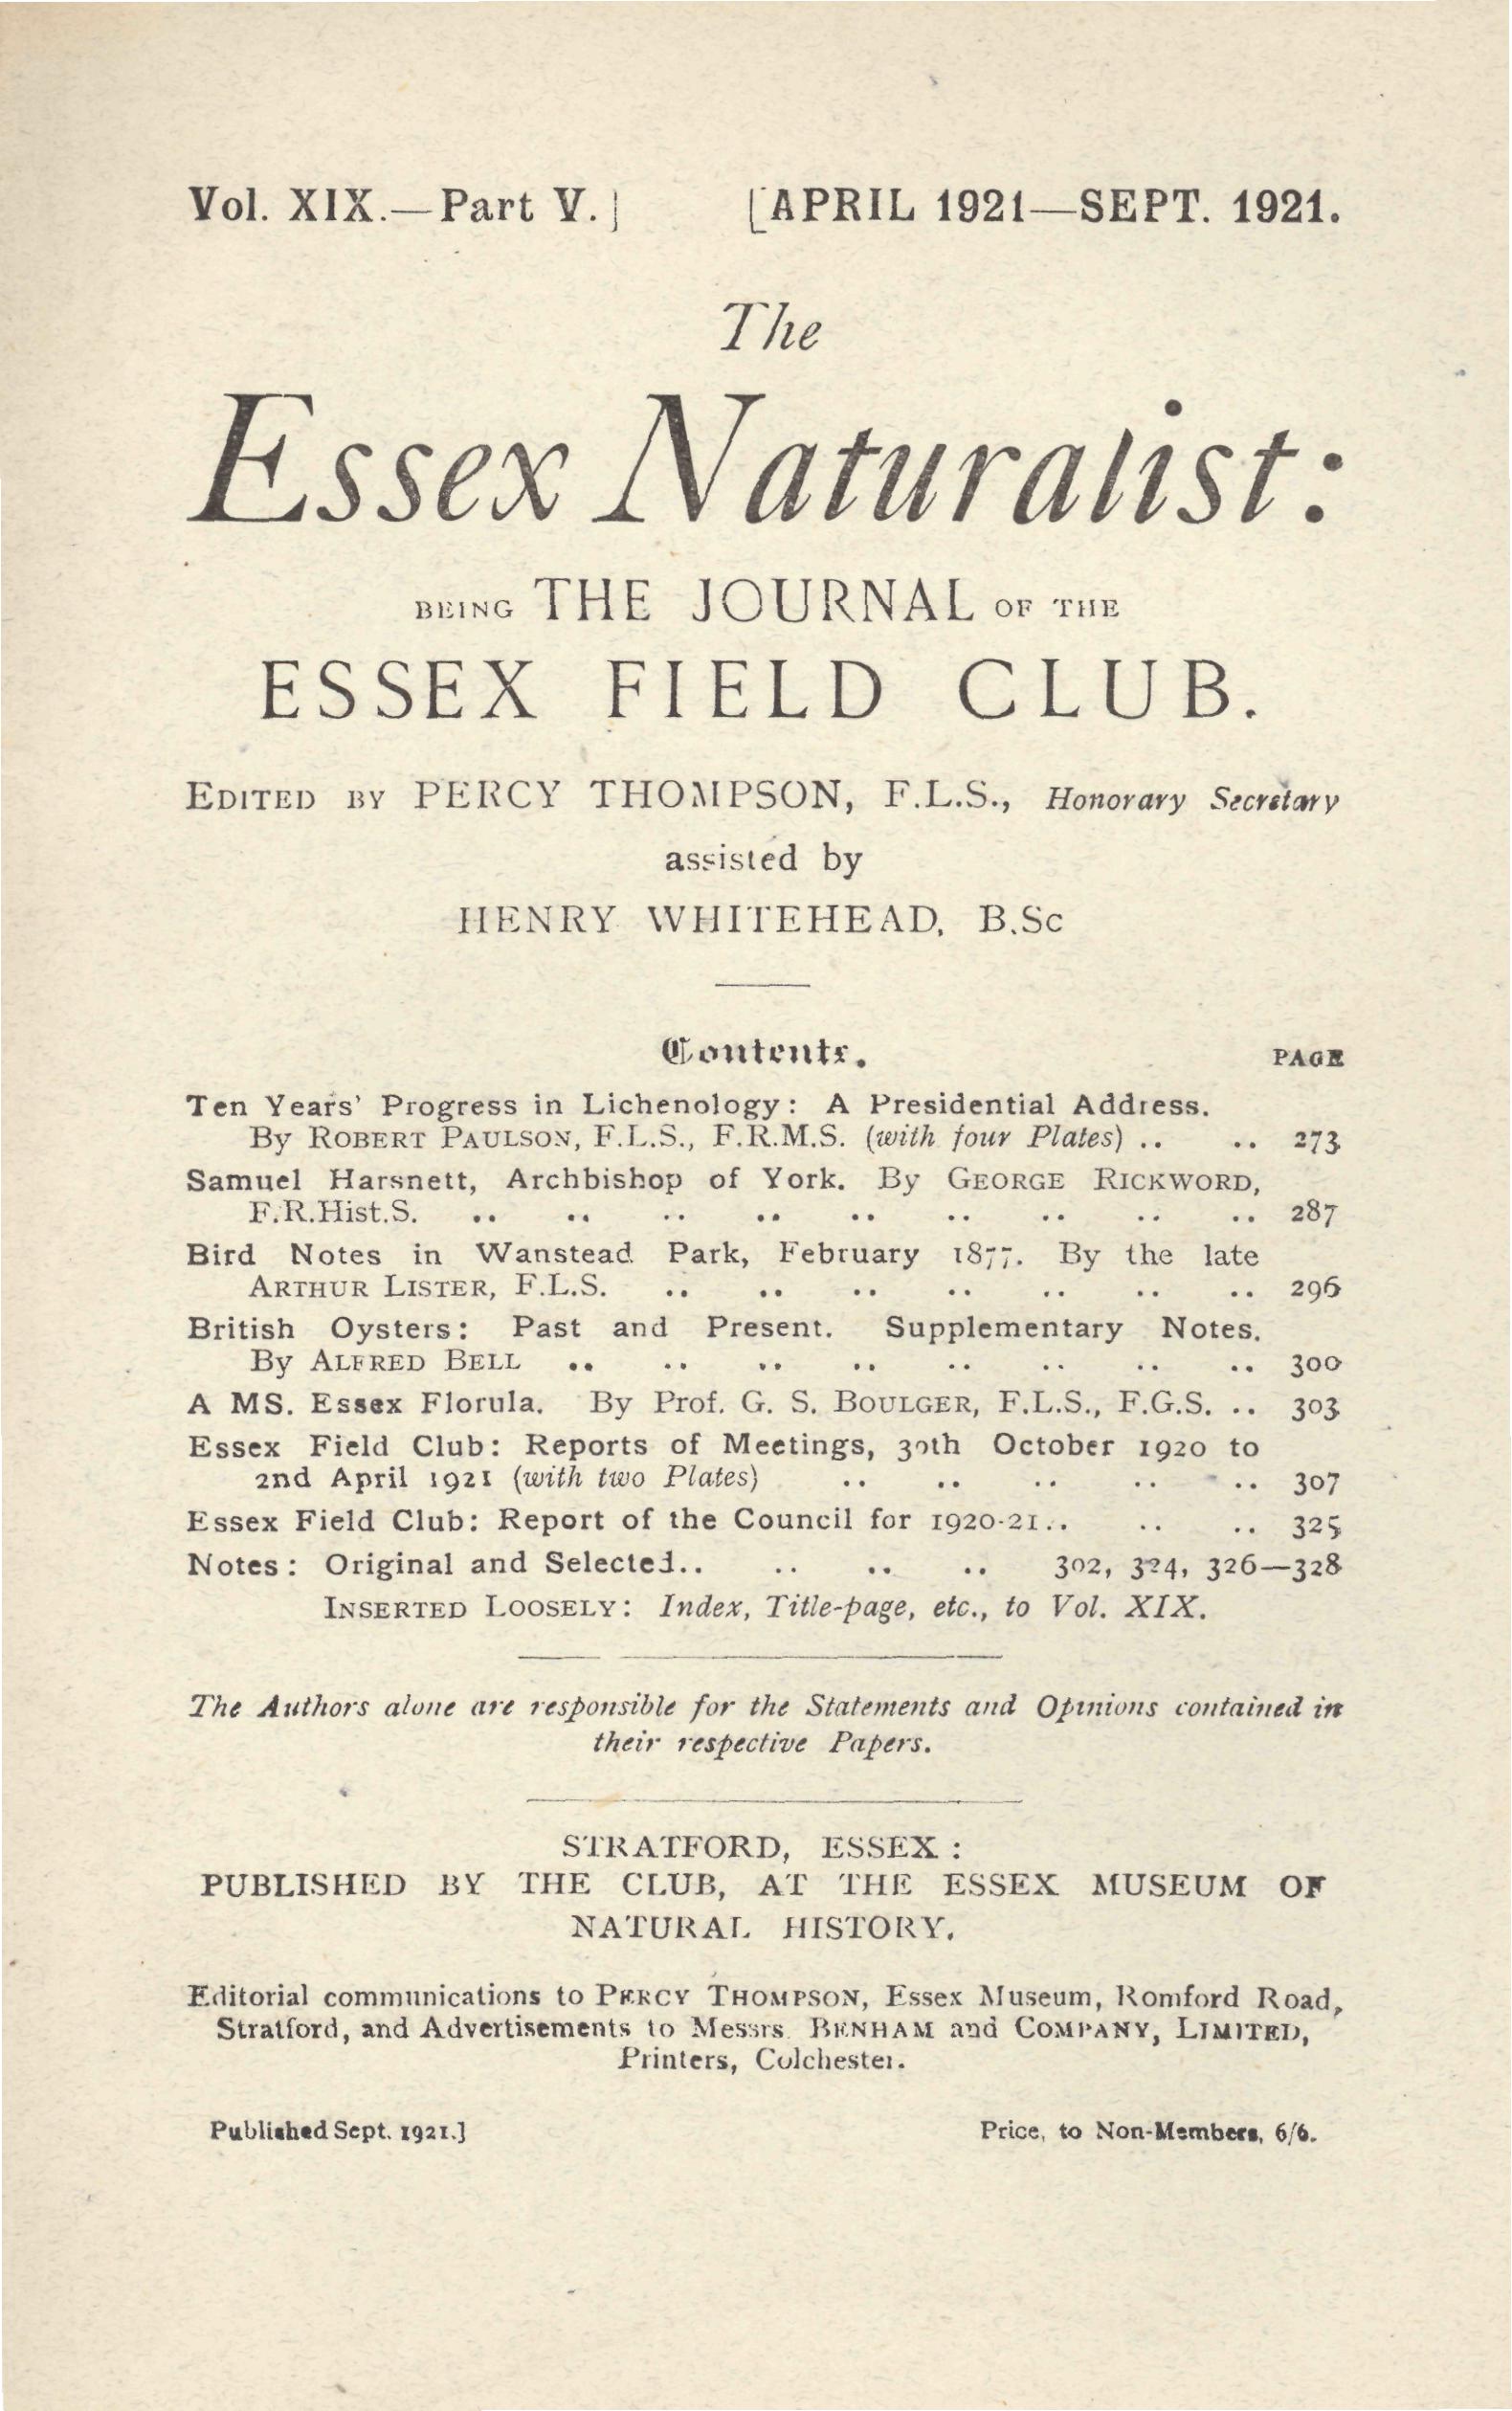 Vol. XIX.—Part V.] [APRIL 1921—SEPT. 1921.
The
Essex Naturalist:
BEING THE JOURNAL OF THE
ESSEX FIELD CLUB.
EDITED BY PERCY THOMPSON, F.L.S., Honorary Secretary
assisted by
HENRY WHITEHEAD, B.Sc
Contents. PAGE
Ten Years' Progress in Lichenology: A Presidential Address.
By ROBERT PAULSON, F.L.S., F.R.M.S. (with four Plates) .. .. 273
Samuel Harsnett, Archbishop of York. By GEORGE RICKWORD,
F.R.Hist.S. .. .. .. .. .. .. .. .. .. 287
Bird Notes in Wanstead Park, February 1877. By the late
ARTHUR LISTER, F.L.S. .. .. .. .. .. .. .. 296
British Oysters: Past and Present. Supplementary Notes.
By ALFRED BELL .. .. .. .. .. .. .. .. 300
A MS. Essex Florula. By Prof. G. S. BOULGER, F.L.S., F.G.S. .. 303
Essex Field Club: Reports of Meetings, 30th October 1920 to
2nd April 1921 (with two Plates) .. .. .. .. .. 307
Essex Field Club: Report of the Council for 1920-21.. .. .. 325
Notes: Original and Selected.. .. .. .. 302, 324, 326—328
INSERTED LOOSELY: Index, Title-page, etc., to Vol. XIX.
The Authors alone are responsible for the Statements and Opinions contained in
their respective Papers.
STRATFORD, ESSEX:
PUBLISHED BY THE CLUB, AT THE ESSEX MUSEUM OF
NATURAL HISTORY.
Editorial communications to PERCY THOMPSON, Essex Museum, Romford Road,
Stratford, and Advertisements to Messrs. BENHAM and COMPANY, LIMITED,
Printers, Colchester.
Published Sept. 1921.] Price, to Non-Members, 6/6.